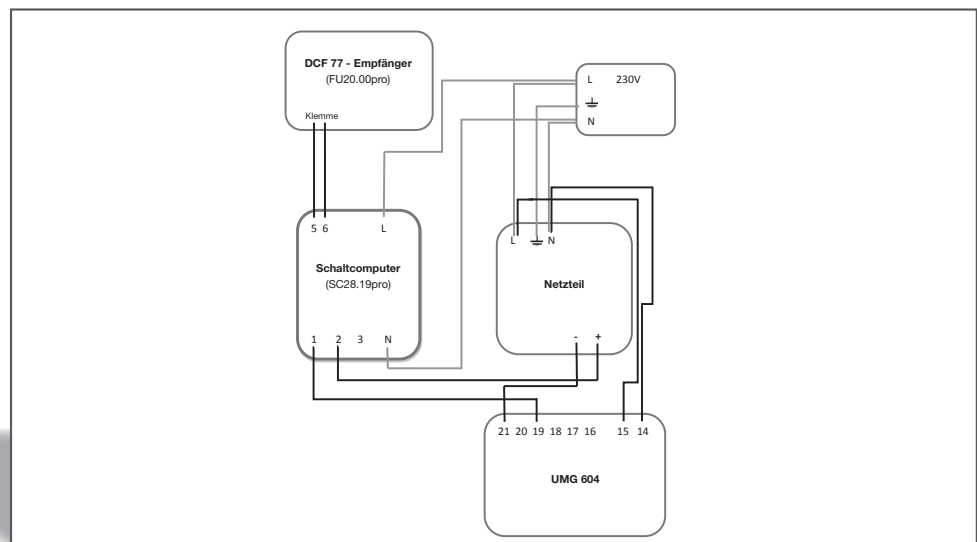 DCF 77 - Empfänger
(FU20.00pro)
Klemme
L 230V
N
5 6 L
Schaltcomputer
(SC28.19pro)
1 2 3 N
L N
Netzteil
- +
21 20 19 18 17 16 15 14
UMG 604